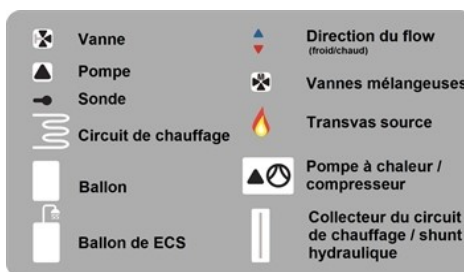 Vanne
Pompe
Sonde
Circuit de chauffage
Ballon
Ballon de ECS
Direction du flow
(froid/chaud)
M
Vannes mélangeuses
Transvas source
Pompe à chaleur /
compresseur
Collecteur du circuit
de chauffage / shunt
hydraulique